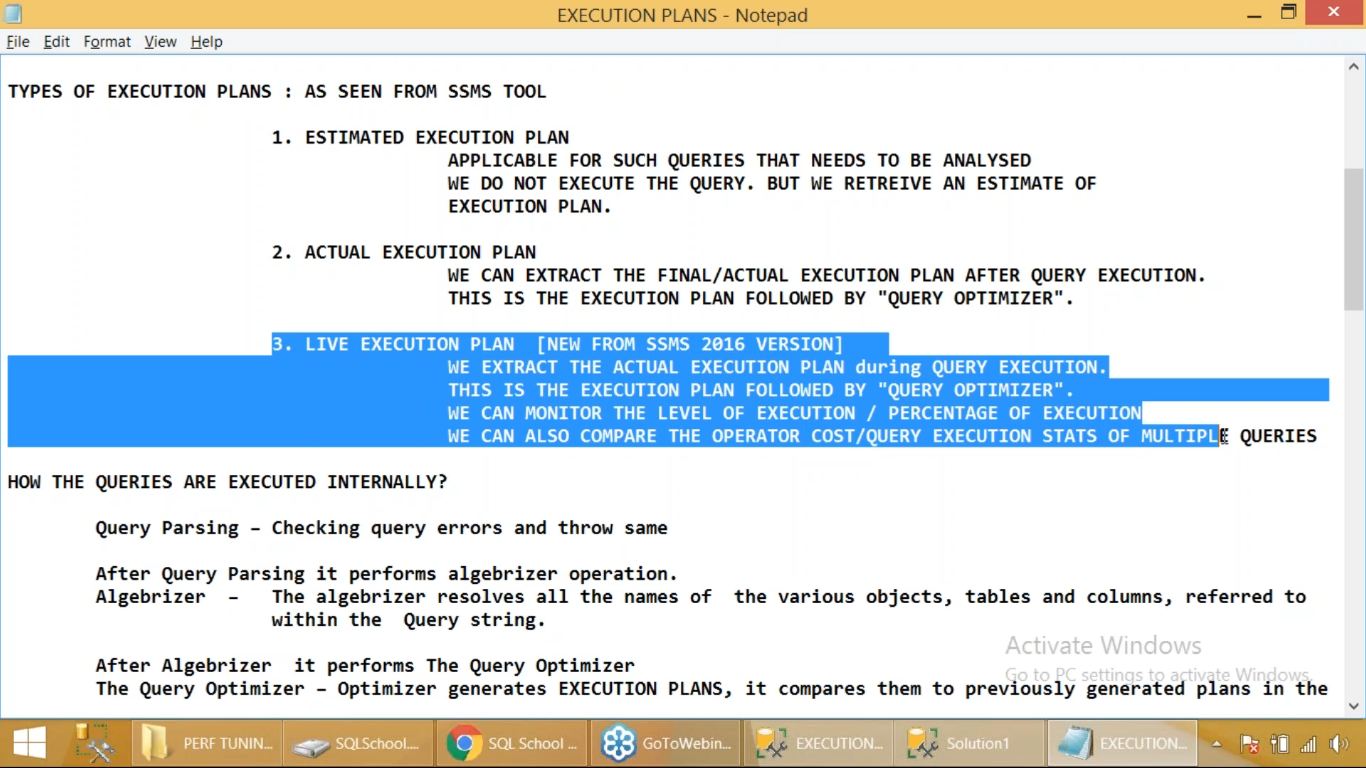 EXECUTION PLANS - Notepad
File Edit Format View Help
TYPES OF EXECUTION PLANS : AS SEEN FROM SSMS TOOL
1. ESTIMATED EXECUTION PLAN
APPLICABLE FOR SUCH QUERIES THAT NEEDS TO BE ANALYSED
WE DO NOT EXECUTE THE QUERY. BUT WE RETREIVE AN ESTIMATE OF
EXECUTION PLAN.
2. ACTUAL EXECUTION PLAN
WE CAN EXTRACT THE FINAL/ACTUAL EXECUTION PLAN AFTER QUERY EXECUTION.
THIS IS THE EXECUTION PLAN FOLLOWED BY "QUERY OPTIMIZER".
3. LIVE EXECUTION PLAN [NEW FROM SSMS 2016 VERSION]
WE EXTRACT THE ACTUAL EXECUTION PLAN during QUERY EXECUTION.
THIS IS THE EXECUTION PLAN FOLLOWED BY "QUERY OPTIMIZER".
WE CAN MONITOR THE LEVEL OF EXECUTION / PERCENTAGE OF EXECUTION
WE CAN ALSO COMPARE THE OPERATOR COST/QUERY EXECUTION STATS OF MULTIPLE QUERIES
HOW THE QUERIES ARE EXECUTED INTERNALLY?
Query Parsing – Checking query errors and throw same
After Query Parsing it performs algebrizer operation.
Algebrizer – The algebrizer resolves all the names of the various objects, tables and columns, referred to
within the Query string.
After Algebrizer it performs The Query Optimizer
The Query Optimizer – Optimizer generates EXECUTION PLANS, it compares them to previously generated plans in the
Activate Windows
Go to PC settings to activate Windows.
PERF TUNIN... SQLSchool.... SQL School ... GoToWebin... EXECUTION... Solution1 EXECUTION...